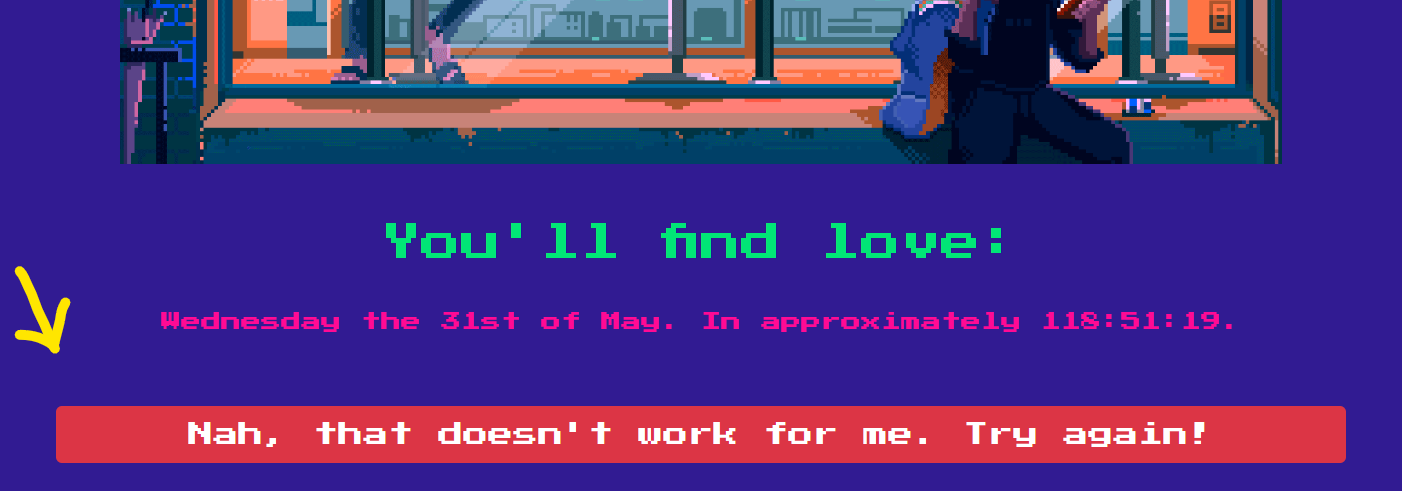 You'll find love:
Wednesday the 31st of May. In approximately 118:51:19.
Nah, that doesn't work for me. Try again!